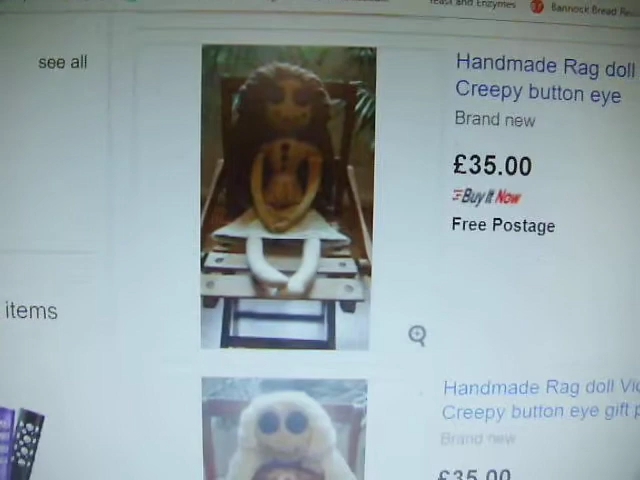 Yeast and Enzymes
Bannock Bread
see all
Handmade Rag doll
Creepy button eye
Brand new
£35.00
Buy It Now
Free Postage
items
Handmade Rag doll
Creepy button eye gift
Brand new
£35.00